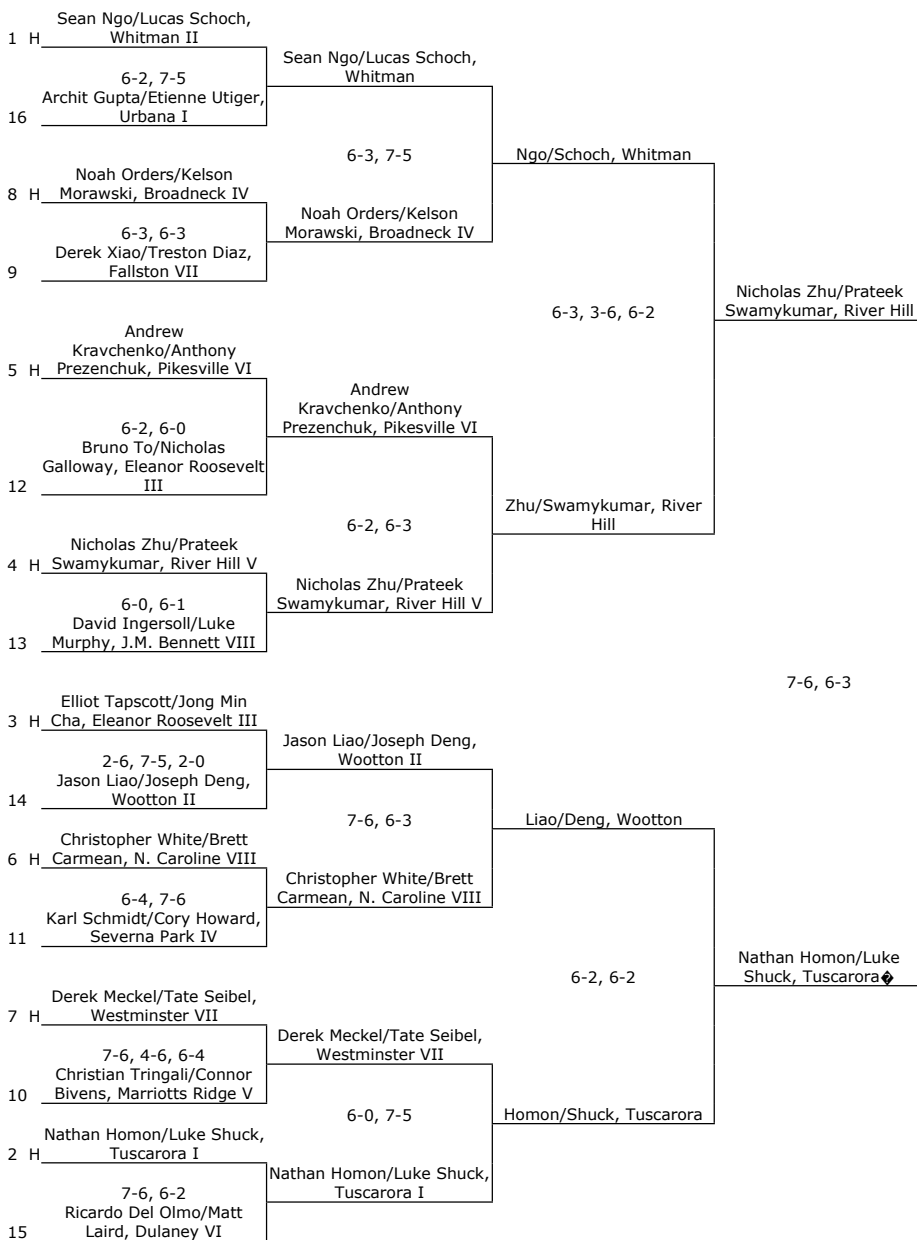 Sean Ngo/Lucas Schoch,
1 H Whitman II
6-2, 7-5
Archit Gupta/Etienne Utiger,
16 Urbana I
Sean Ngo/Lucas Schoch,
Whitman
6-3, 7-5
Noah Orders/Kelson
8 H Morawski, Broadneck IV
6-3, 6-3
Derek Xiao/Treston Diaz,
9 Fallston VII
Noah Orders/Kelson
Morawski, Broadneck IV
Ngo/Schoch, Whitman
6-3, 3-6, 6-2
Andrew
Kravchenko/Anthony
5 H Prezenchuk, Pikesville VI
6-2, 6-0
Bruno To/Nicholas
Galloway, Eleanor Roosevelt
12 III
Andrew
Kravchenko/Anthony
Prezenchuk, Pikesville VI
6-2, 6-3
Nicholas Zhu/Prateek
4 H Swamykumar, River Hill V
6-0, 6-1
David Ingersoll/Luke
13 Murphy, J.M. Bennett VIII
Nicholas Zhu/Prateek
Swamykumar, River Hill V
Zhu/Swamykumar, River
Hill
Nicholas Zhu/Prateek
Swamykumar, River Hill
7-6, 6-3
Elliot Tapscott/Jong Min
3 H Cha, Eleanor Roosevelt III
2-6, 7-5, 2-0
Jason Liao/Joseph Deng,
14 Wootton II
Jason Liao/Joseph Deng,
Wootton II
7-6, 6-3
Christopher White/Brett
6 H Carmean, N. Caroline VIII
6-4, 7-6
Karl Schmidt/Cory Howard,
11 Severna Park IV
Christopher White/Brett
Carmean, N. Caroline VIII
Liao/Deng, Wootton
6-2, 6-2
Derek Meckel/Tate Seibel,
7 H Westminster VII
7-6, 4-6, 6-4
Christian Tringali/Connor
10 Bivens, Marriotts Ridge V
Derek Meckel/Tate Seibel,
Westminster VII
6-0, 7-5
Nathan Homon/Luke Shuck,
2 H Tuscarora I
7-6, 6-2
Ricardo Del Olmo/Matt
15 Laird, Dulaney VI
Nathan Homon/Luke Shuck,
Tuscarora I
Homon/Shuck, Tuscarora
Nathan Homon/Luke
Shuck, Tuscarora�